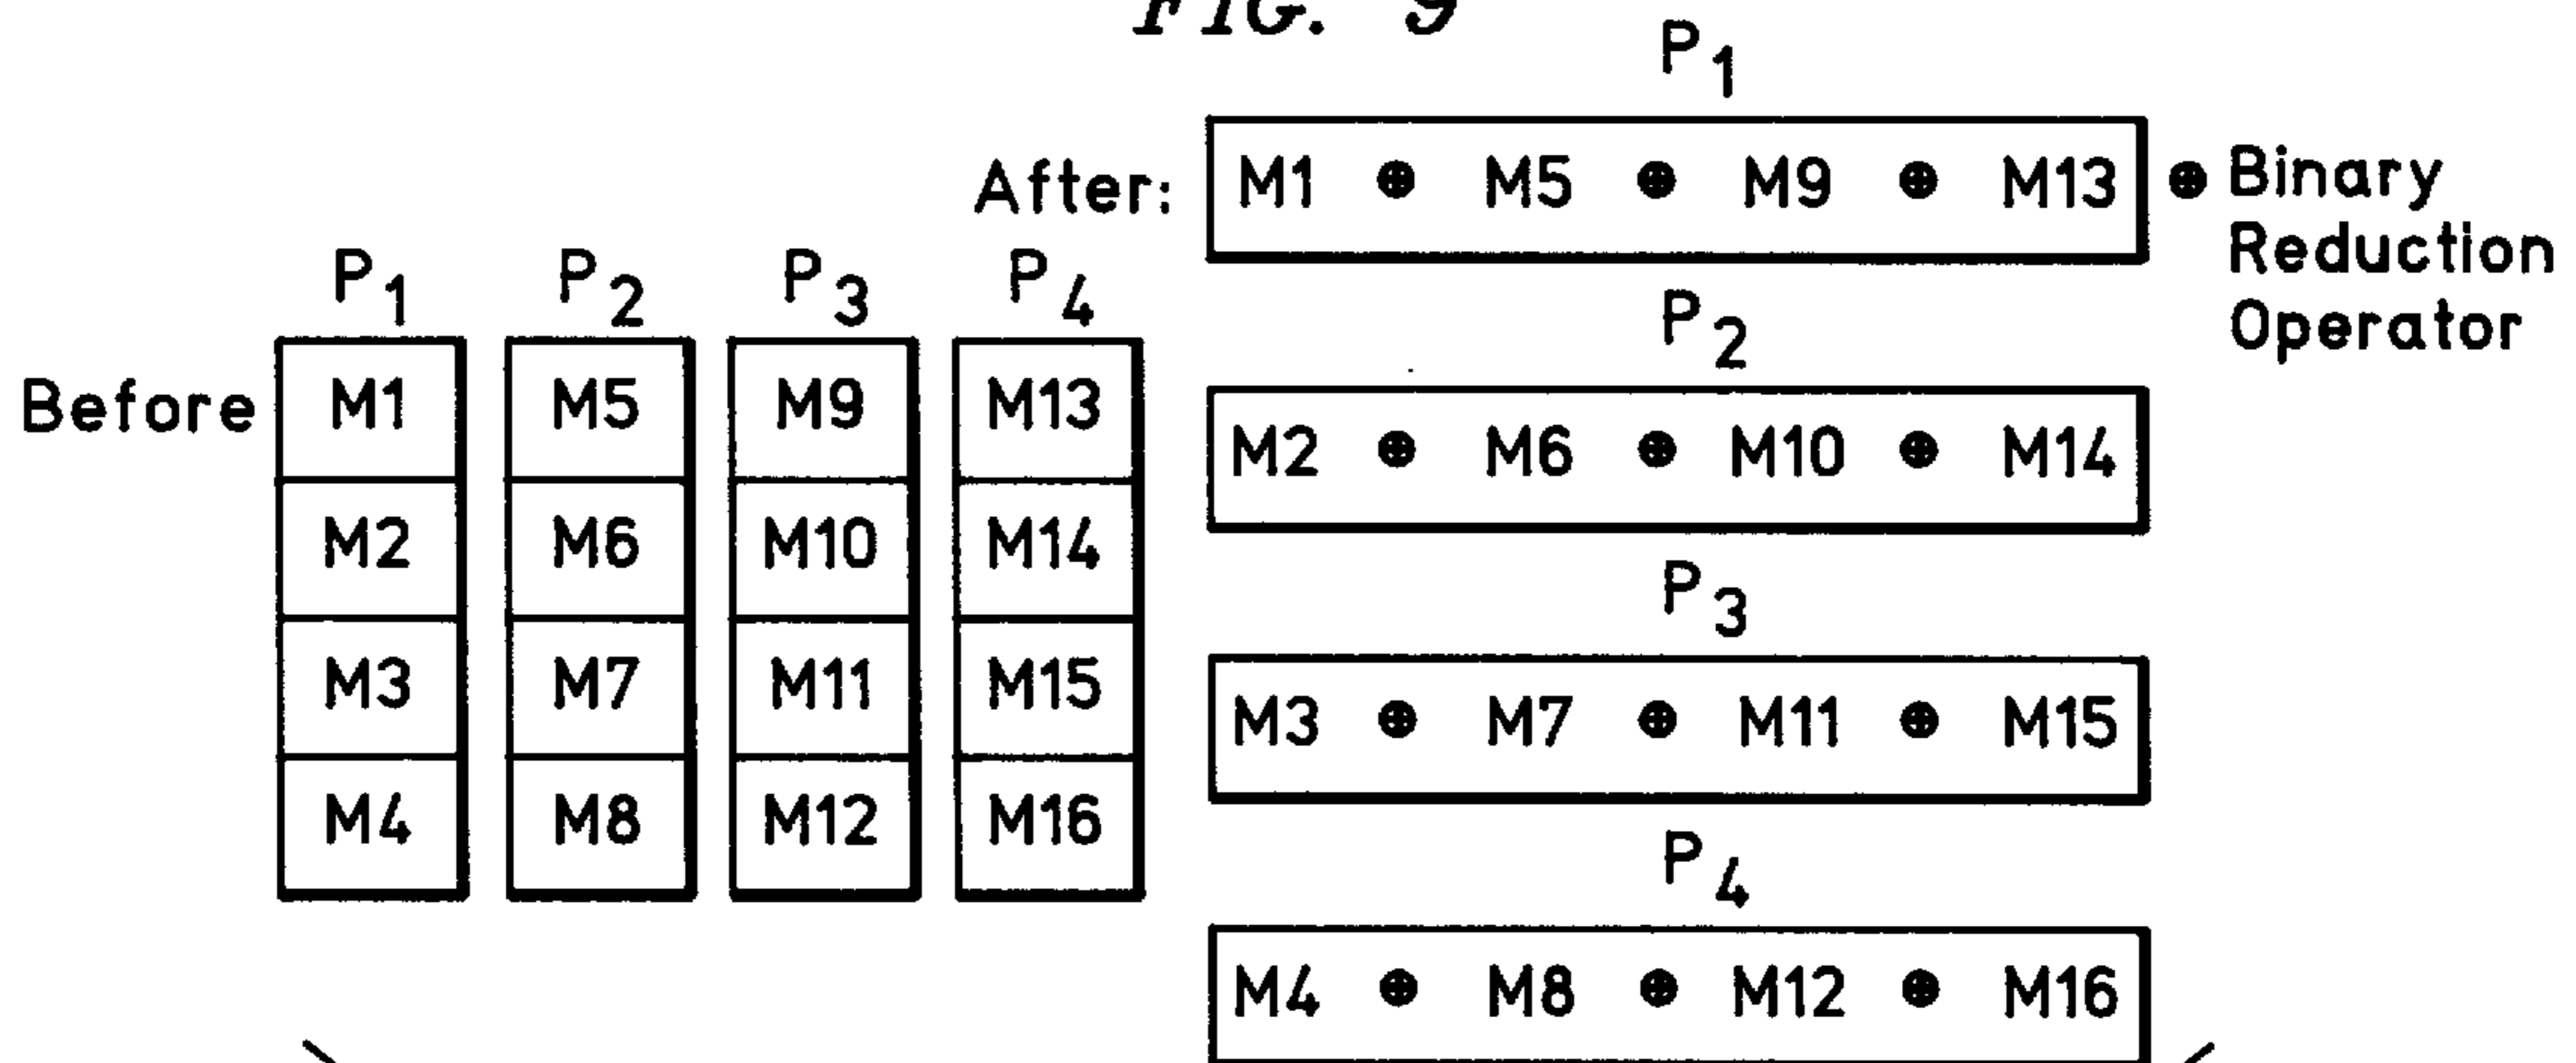 FIG. 9
P1
After: M1 ⊕ M5 ⊕ M9 ⊕ M13 ⊕ Binary
Reduction
Operator
P1 P2 P3 P4
Before M1 M5 M9 M13
M2 M6 M10 M14
M3 M7 M11 M15
M4 M8 M12 M16
P2
M2 ⊕ M6 ⊕ M10 ⊕ M14
P3
M3 ⊕ M7 ⊕ M11 ⊕ M15
P4
M4 ⊕ M8 ⊕ M12 ⊕ M16